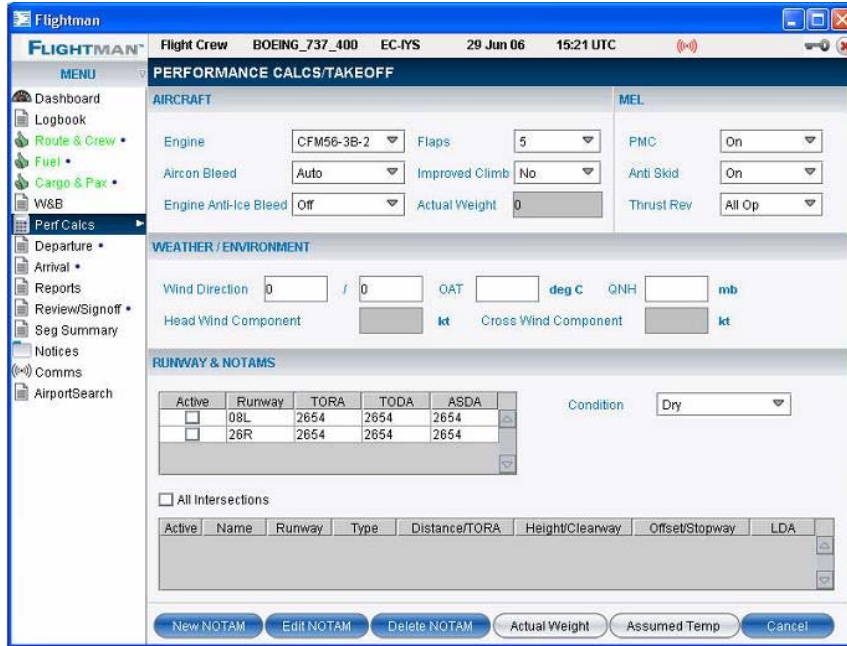 Flightman
FLIGHTMAN™ Flight Crew BOEING_737_400 EC-IYS 29 Jun 06 15:21 UTC
MENU
PERFORMANCE CALCS/TAKEOFF
Dashboard
Logbook
Route & Crew
Fuel
Cargo & Pax
W&B
Perf Calcs
Departure
Arrival
Reports
Review/Signoff
Seg Summary
Notices
Comms
AirportSearch
AIRCRAFT MEL
Engine CFM56-3B-2 Flaps 5 PMC On
Aircon Bleed Auto Improved Climb No Anti Skid On
Engine Anti-Ice Bleed Off Actual Weight 0 Thrust Rev All Op
WEATHER / ENVIRONMENT
Wind Direction 0 / 0 OAT deg C QNH mb
Head Wind Component kt Cross Wind Component kt
RUNWAY & NOTAMS
Active Runway TORA TODA ASDA
08L 2654 2654 2654
26R 2654 2654 2654
Condition Dry
All Intersections
Active Name Runway Type Distance/TORA Height/Clearway Offset/Stopway LDA
New NOTAM Edit NOTAM Delete NOTAM Actual Weight Assumed Temp Cancel